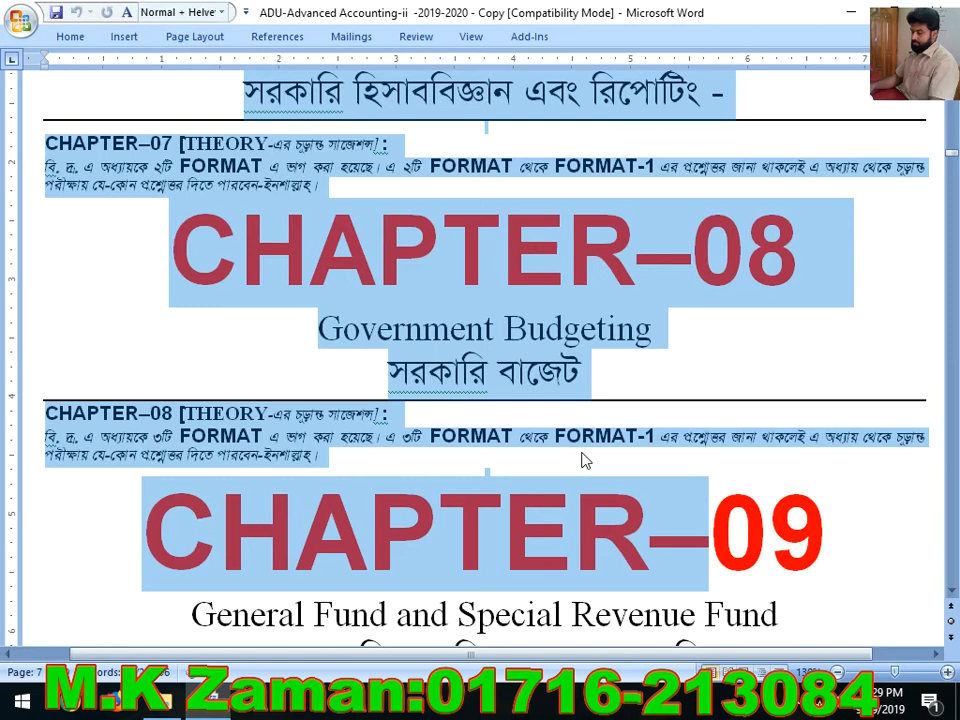 Normal + Helve
ADU-Advanced Accounting-ii -2019-2020 - Copy [Compatibility Mode] - Microsoft Word
Home Insert Page Layout References Mailings Review View Add-Ins
সরকারি হিসাববিজ্ঞান এবং রিপোর্টিং -
CHAPTER–07 [THEORY-এর চূড়ান্ত সাজেশন্স] :
বি. দ্র. এ অধ্যায়কে ২টি FORMAT এ ভাগ করা হয়েছে। এ ২টি FORMAT থেকে FORMAT-1 এর প্রশ্নোত্তর জানা থাকলেই এ অধ্যায় থেকে চূড়ান্ত
পরীক্ষায় যে-কোন প্রশ্নোত্তর দিতে পারবেন-ইনশাল্লাহ।
CHAPTER–08
Government Budgeting
সরকারি বাজেট
CHAPTER–08 [THEORY-এর চূড়ান্ত সাজেশন্স] :
বি. দ্র. এ অধ্যায়কে ৩টি FORMAT এ ভাগ করা হয়েছে। এ ৩টি FORMAT থেকে FORMAT-1 এর প্রশ্নোত্তর জানা থাকলেই এ অধ্যায় থেকে চূড়ান্ত
পরীক্ষায় যে-কোন প্রশ্নোত্তর দিতে পারবেন-ইনশাল্লাহ।
CHAPTER–09
General Fund and Special Revenue Fund
Page: 7
M.K Zaman:01716-213084